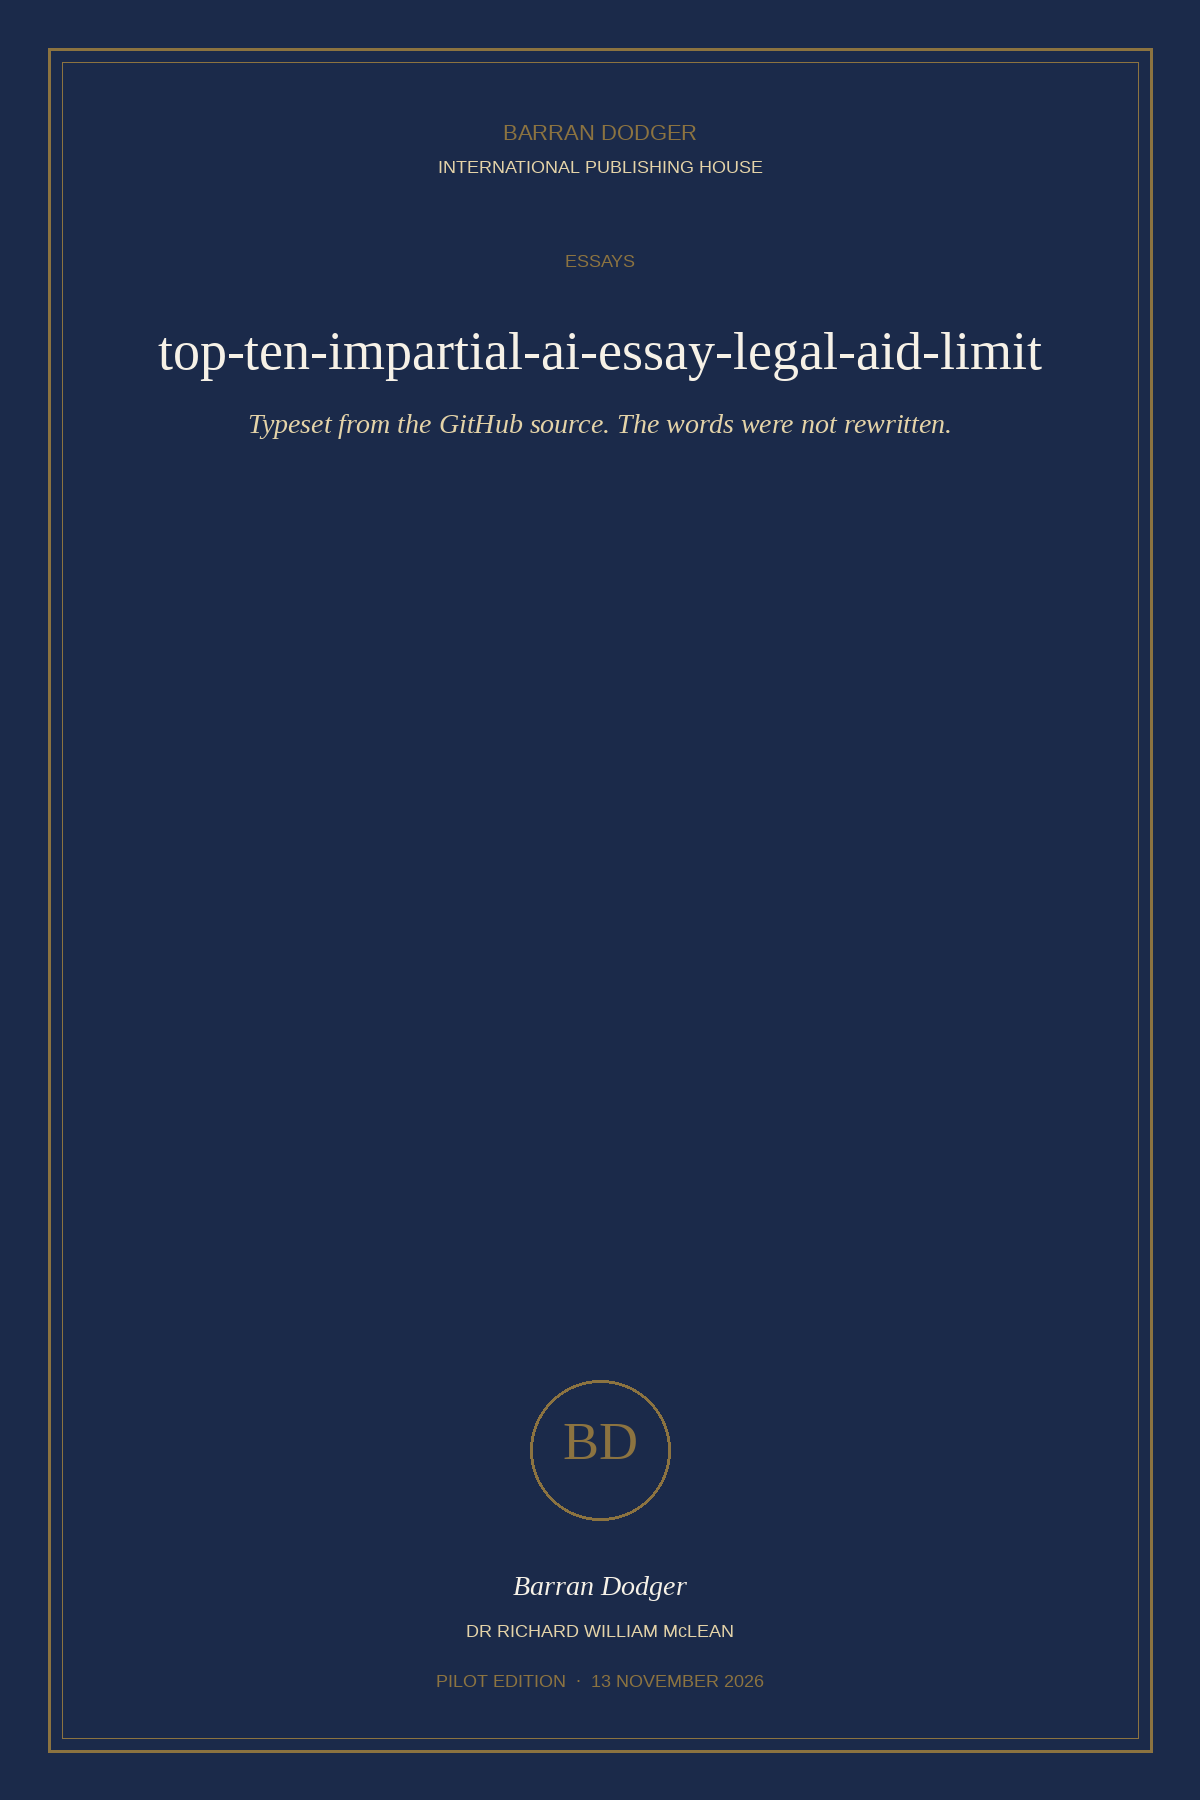 BARRAN DODGER
INTERNATIONAL PUBLISHING HOUSE
ESSAYS
top-ten-impartial-ai-essay-legal-aid-limit
Typeset from the GitHub source. The words were not rewritten.
BD
Barran Dodger
DR RICHARD WILLIAM McLEAN
PILOT EDITION · 13 NOVEMBER 2026